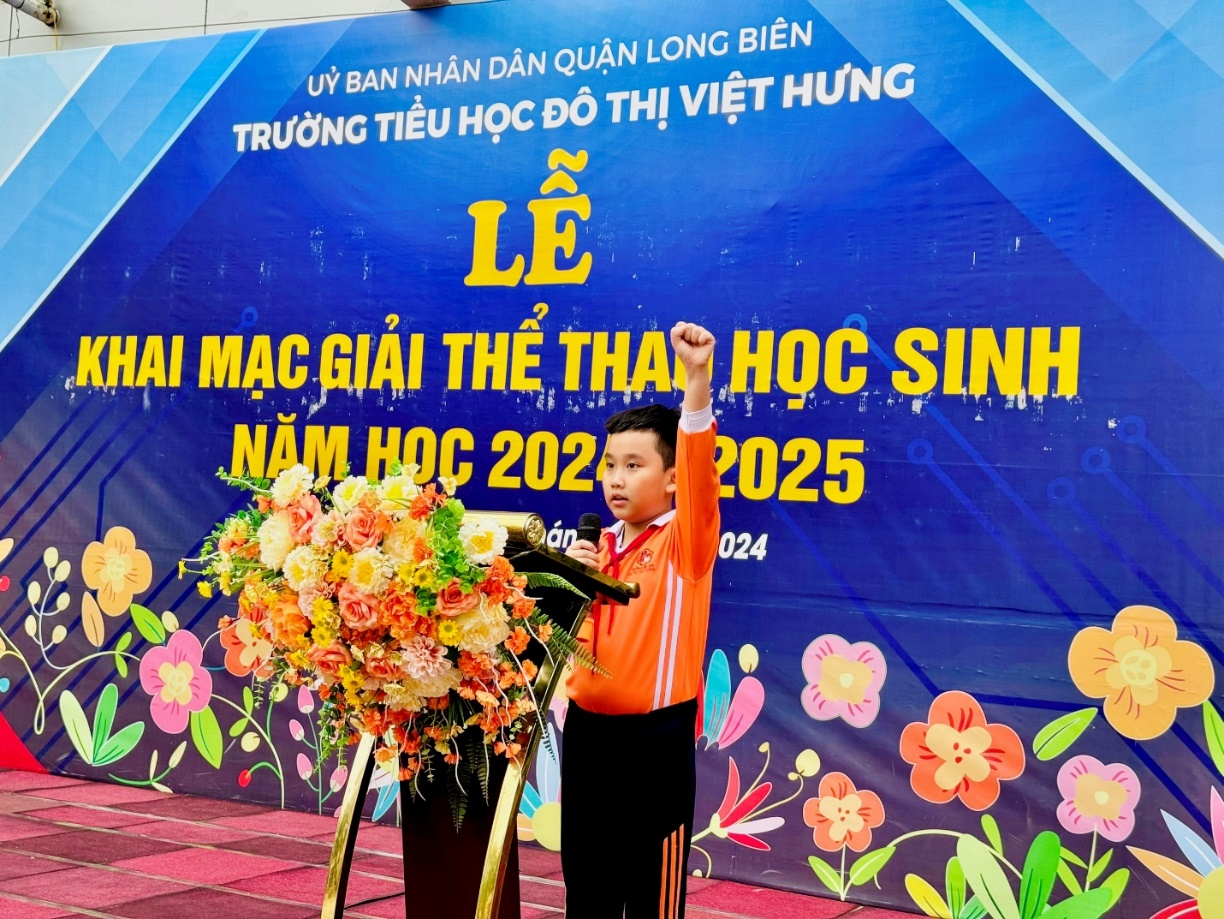 UỶ BAN NHÂN DÂN QUẬN LONG BIÊN
TRƯỜNG TIỂU HỌC ĐÔ THỊ VIỆT HƯNG
LỄ
KHAI MẠC GIẢI THỂ THAO HỌC SINH
NĂM HỌC 2024 2025
2024